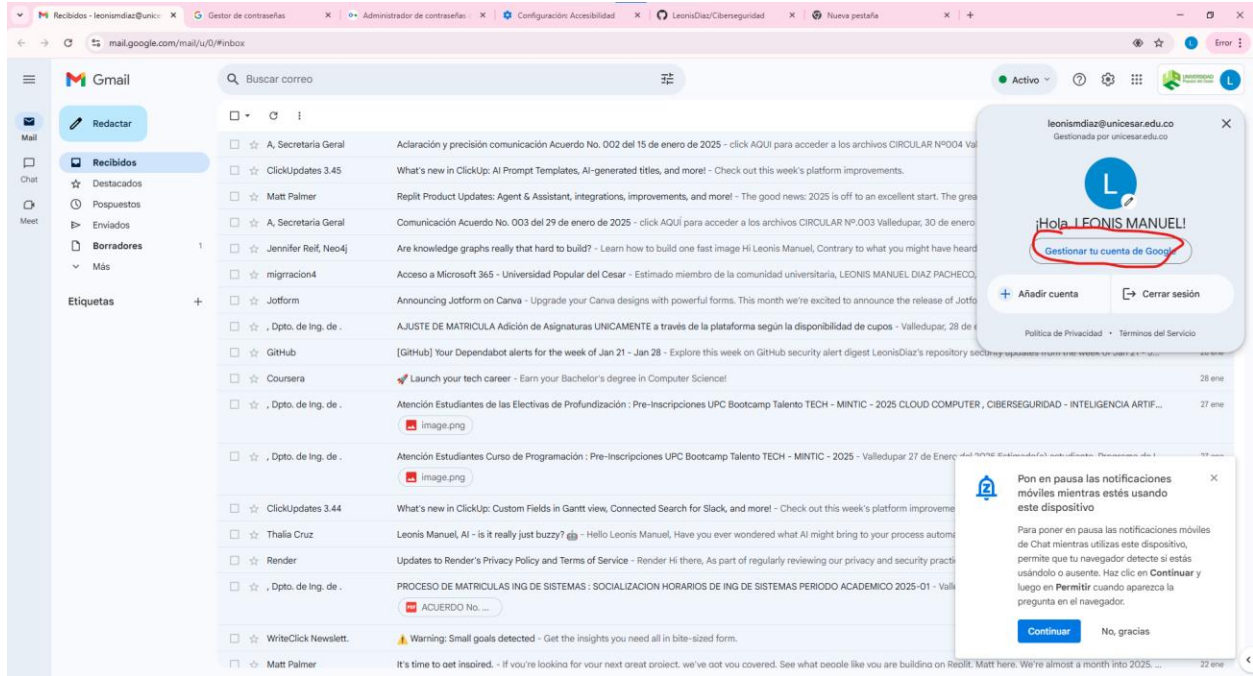 Recibidos - leonismdiaz@unice
Gestor de contraseñas
Administrador de contraseñas
Configuración: Accesibilidad
LeonisDiaz/Ciberseguridad
Nueva pestaña
mail.google.com/mail/u/0/#inbox
L
Error
Gmail
Buscar correo
Activo
UNIVERSIDAD
L
Mail
Chat
Meet
Redactar
Recibidos
Destacados
Pospuestos
Enviados
Borradores 1
Más
Etiquetas +
A, Secretaria Geral Aclaración y precisión comunicación Acuerdo No. 002 del 15 de enero de 2025 - click AQUI para acceder a los archivos CIRCULAR Nº004 Val
ClickUpdates 3.45 What's new in ClickUp: AI Prompt Templates, AI-generated titles, and more! - Check out this week's platform improvements.
Matt Palmer Replit Product Updates: Agent & Assistant, integrations, improvements, and more! - The good news: 2025 is off to an excellent start. The grea
A, Secretaria Geral Comunicación Acuerdo No. 003 del 29 de enero de 2025 - click AQUÍ para acceder a los archivos CIRCULAR Nº.003 Valledupar, 30 de enero
Jennifer Reif, Neo4j Are knowledge graphs really that hard to build? - Learn how to build one fast image Hi Leonis Manuel, Contrary to what you might have heard
migrracion4 Acceso a Microsoft 365 - Universidad Popular del Cesar - Estimado miembro de la comunidad universitaria, LEONIS MANUEL DIAZ PACHECO,
Jotform Announcing Jotform on Canva - Upgrade your Canva designs with powerful forms. This month we're excited to announce the release of Jotfo
, Dpto. de Ing. de . AJUSTE DE MATRICULA Adición de Asignaturas UNICAMENTE a través de la plataforma según la disponibilidad de cupos - Valledupar, 28 de e
GitHub [GitHub] Your Dependabot alerts for the week of Jan 21 - Jan 28 - Explore this week on GitHub security alert digest LeonisDiaz's repository security updates from the week of Jan 21 - J...
Coursera 🚀 Launch your tech career - Earn your Bachelor's degree in Computer Science! 28 ene
, Dpto. de Ing. de . Atención Estudiantes de las Electivas de Profundización : Pre-Inscripciones UPC Bootcamp Talento TECH - MINTIC - 2025 CLOUD COMPUTER , CIBERSEGURIDAD - INTELIGENCIA ARTIF... 27 ene
image.png
, Dpto. de Ing. de . Atención Estudiantes Curso de Programación : Pre-Inscripciones UPC Bootcamp Talento TECH - MINTIC - 2025 - Valledupar 27 de Enero del 2025 Estimado(a) estudiante, Programa de I
image.png
ClickUpdates 3.44 What's new in ClickUp: Custom Fields in Gantt view, Connected Search for Slack, and more! - Check out this week's platform improveme
Thalia Cruz Leonis Manuel, AI - is it really just buzzy? 🤖 - Hello Leonis Manuel, Have you ever wondered what AI might bring to your process automa
Render Updates to Render's Privacy Policy and Terms of Service - Render Hi there, As part of regularly reviewing our privacy and security practi
, Dpto. de Ing. de . PROCESO DE MATRICULAS ING DE SISTEMAS : SOCIALIZACION HORARIOS DE ING DE SISTEMAS PERIODO ACADEMICO 2025-01 - Vall
PDF ACUERDO No. ...
WriteClick Newslett. ⚠️ Warning: Small goals detected - Get the insights you need all in bite-sized form.
Matt Palmer It's time to get inspired. - If you're looking for your next great project, we've got you covered. See what people like you are building on Replit. Matt here. We're almost a month into 2025. ... 22 ene
leonismdiaz@unicesar.edu.co
Gestionada por unicesar.edu.co
L
¡Hola, LEONIS MANUEL!
Gestionar tu cuenta de Google
Añadir cuenta
Cerrar sesión
Política de Privacidad • Términos del Servicio
Pon en pausa las notificaciones
móviles mientras estés usando
este dispositivo
Para poner en pausa las notificaciones móviles
de Chat mientras utilizas este dispositivo,
permite que tu navegador detecte si estás
usándolo o ausente. Haz clic en Continuar y
luego en Permitir cuando aparezca la
pregunta en el navegador.
Continuar
No, gracias